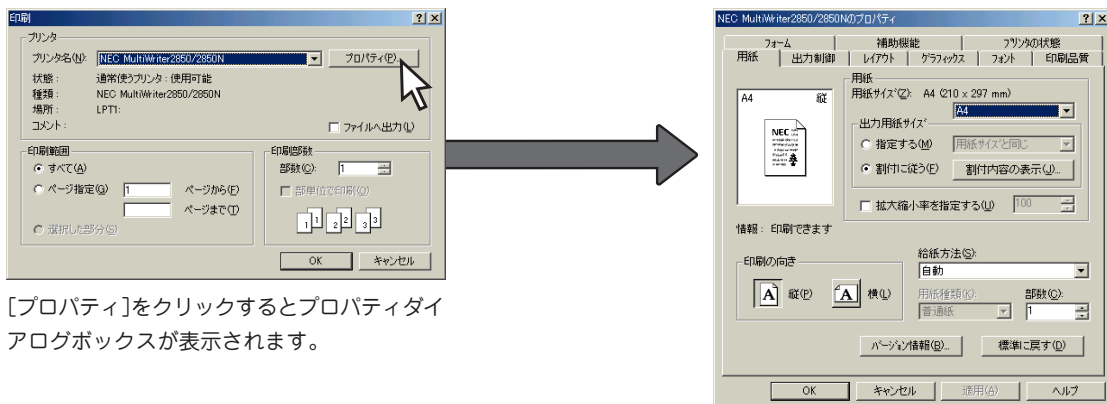 印刷
プリンタ
プリンタ名(N): NEC MultiWriter2850/2850N プロパティ(P)...
状態： 通常使うプリンタ：使用可能
種類： NEC MultiWriter2850/2850N
場所： LPT1:
コメント： ファイルへ出力(L)
印刷範囲
すべて(A)
ページ指定(G) 1 ページから(F)
ページまで(T)
選択した部分(S)
印刷部数
部数(C): 1
部単位で印刷(O)
1 1 2 2 3 3
OK キャンセル
[プロパティ]をクリックするとプロパティダイ
アログボックスが表示されます。
NEC MultiWriter2850/2850Nのプロパティ
フォーム 補助機能 プリンタの状態
用紙 出力制御 レイアウト グラフィックス フォント 印刷品質
A4 縦
NEC
情報： 印刷できます
用紙
用紙サイズ(Z): A4 (210 x 297 mm)
A4
出力用紙サイズ
指定する(M) 用紙サイズと同じ
割付に従う(F) 割付内容の表示(J)...
拡大縮小率を指定する(U) 100
印刷の向き
A 縦(P) A 横(L)
給紙方法(S):
自動
用紙種類(K): 部数(C):
普通紙 1
バージョン情報(B)... 標準に戻す(D)
OK キャンセル 適用(A) ヘルプ